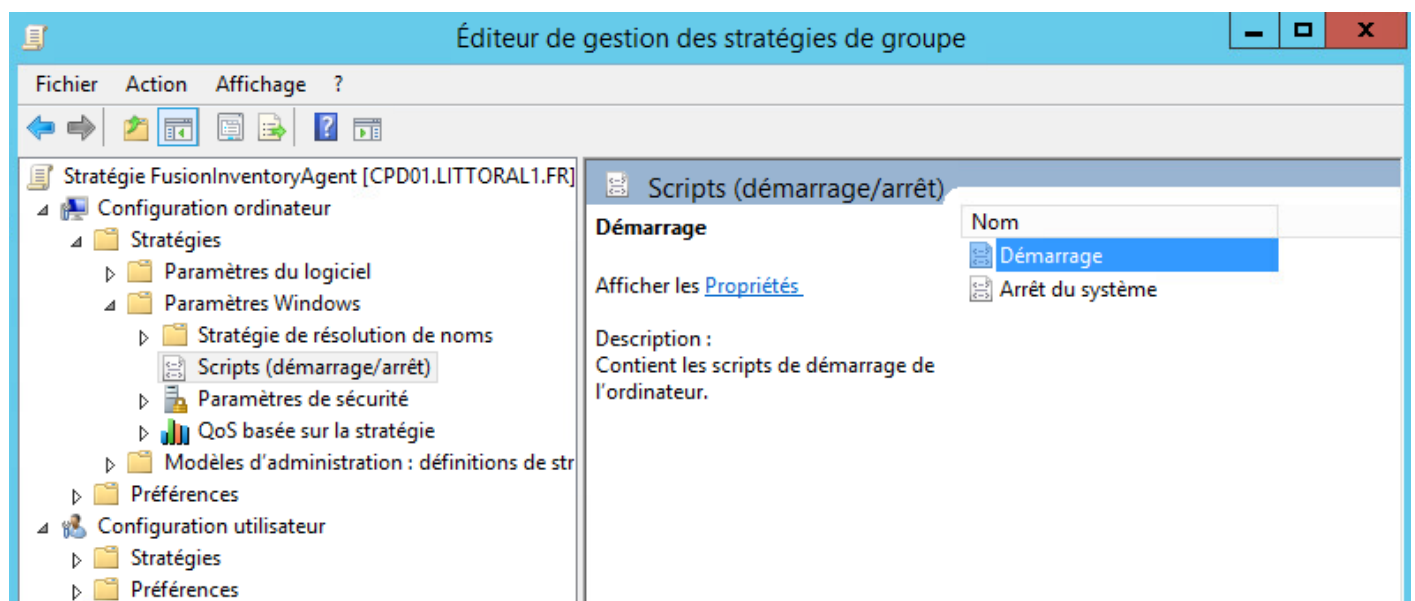 Éditeur de gestion des stratégies de groupe
Fichier Action Affichage ?
Stratégie FusionInventoryAgent [CPD01.LITTORAL1.FR]
Configuration ordinateur
Stratégies
Paramètres du logiciel
Paramètres Windows
Stratégie de résolution de noms
Scripts (démarrage/arrêt)
Paramètres de sécurité
QoS basée sur la stratégie
Modèles d'administration : définitions de str
Préférences
Configuration utilisateur
Stratégies
Préférences
Scripts (démarrage/arrêt)
Démarrage
Afficher les Propriétés
Description :
Contient les scripts de démarrage de
l'ordinateur.
Nom
Démarrage
Arrêt du système